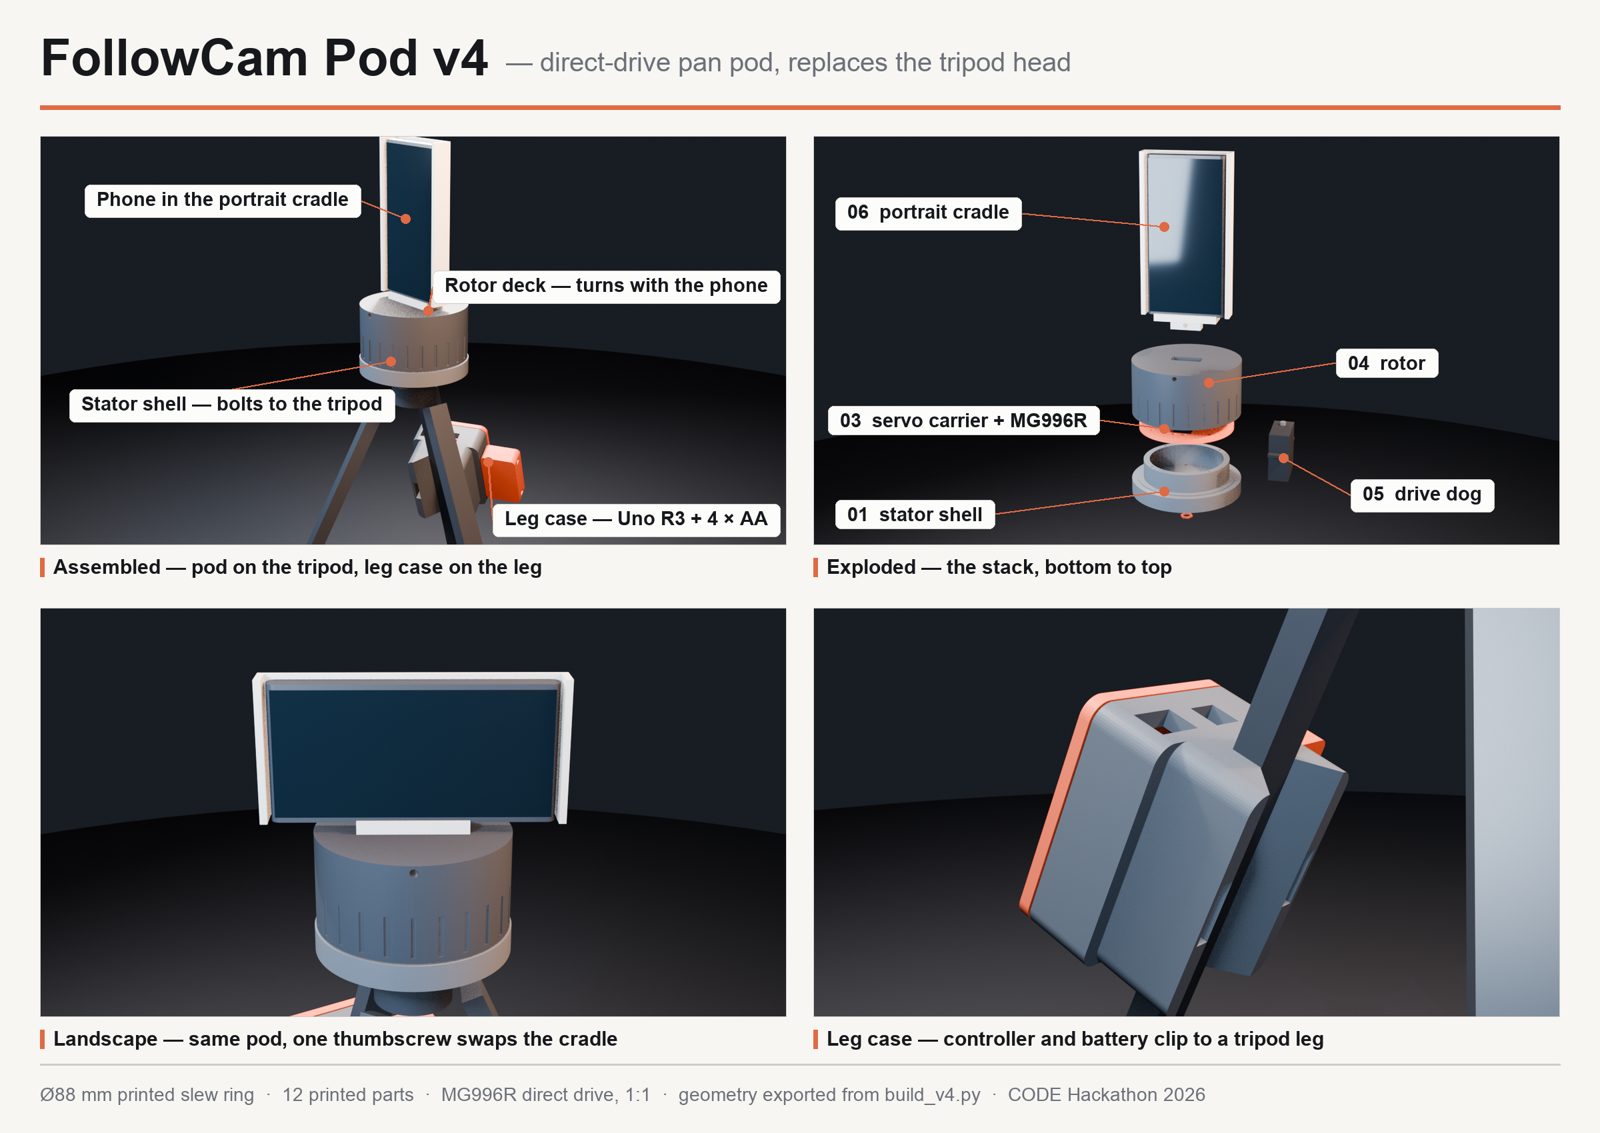 FollowCam Pod v4 — direct-drive pan pod, replaces the tripod head
Phone in the portrait cradle
Rotor deck — turns with the phone
Stator shell — bolts to the tripod
Leg case — Uno R3 + 4 × AA
Assembled — pod on the tripod, leg case on the leg
06 portrait cradle
04 rotor
03 servo carrier + MG996R
05 drive dog
01 stator shell
Exploded — the stack, bottom to top
Landscape — same pod, one thumbscrew swaps the cradle
Leg case — controller and battery clip to a tripod leg
Ø88 mm printed slew ring · 12 printed parts · MG996R direct drive, 1:1 · geometry exported from build_v4.py · CODE Hackathon 2026